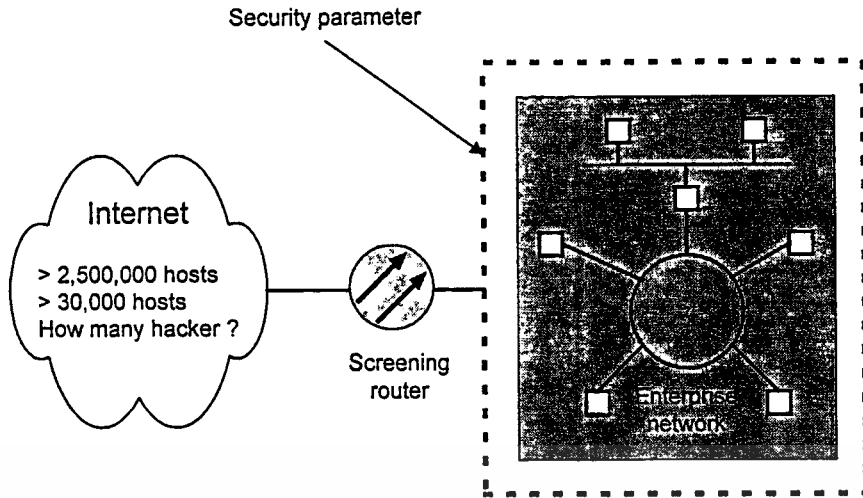 Security parameter
Internet
> 2,500,000 hosts
> 30,000 hosts
How many hacker ?
Screening
router
Enterprise
network